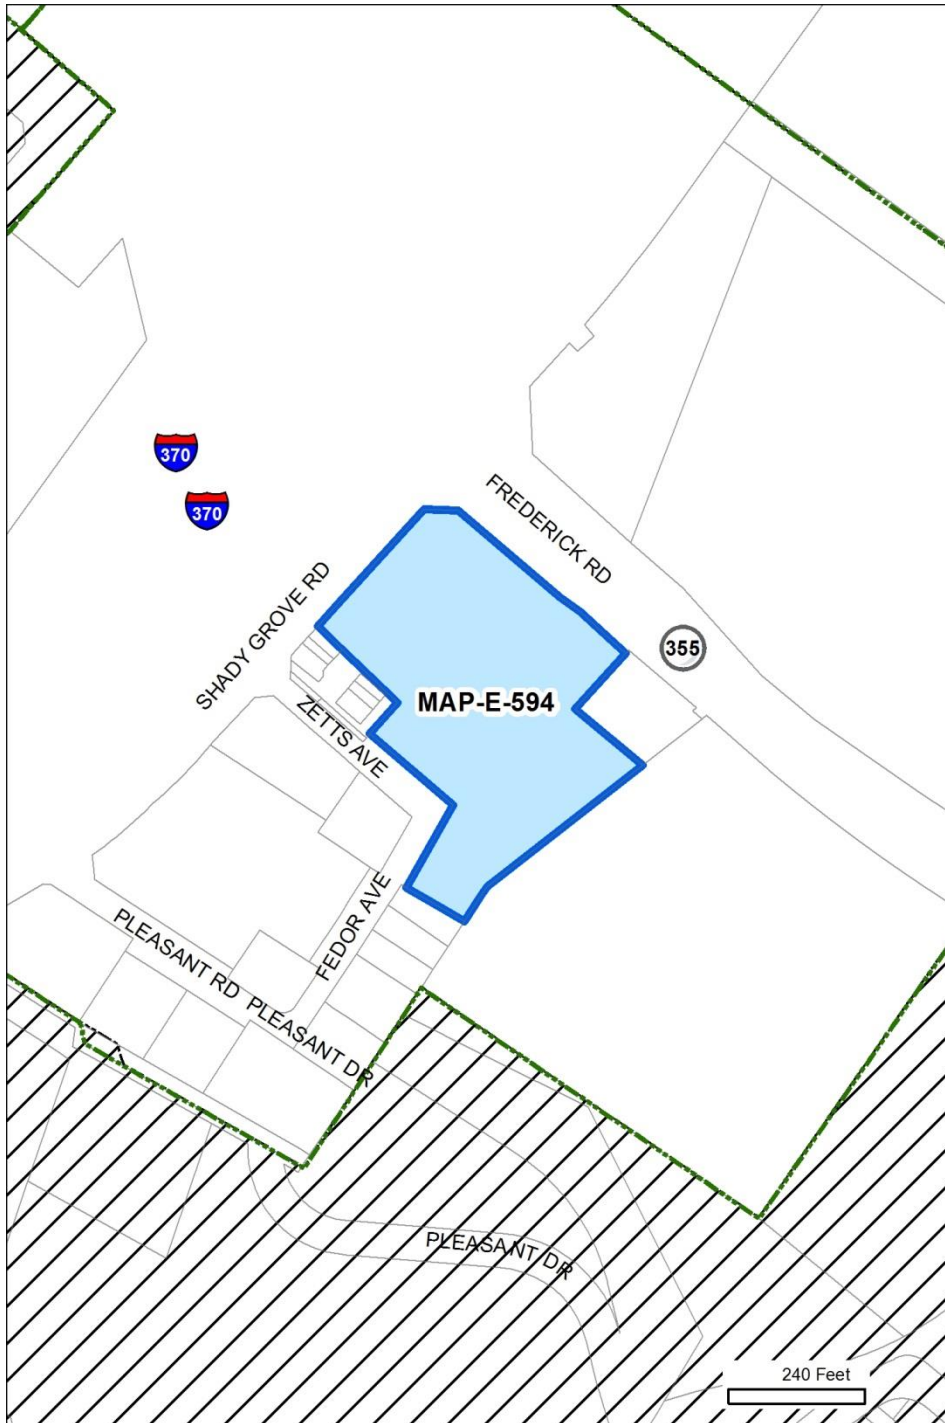 370
370
FREDERICK RD
SHADY GROVE RD
355
MAP-E-594
ZETTS AVE
FEDOR AVE
PLEASANT RD
PLEASANT DR
PLEASANT DR
240 Feet